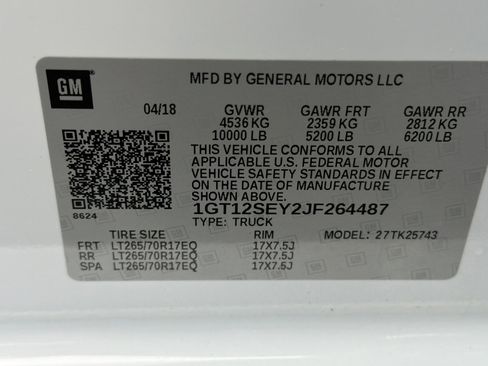 GM
MFD BY GENERAL MOTORS LLC
04/18 GVWR GAWR FRT GAWR RR
4536 KG 2359 KG 2812 KG
10000 LB 5200 LB 6200 LB
THIS VEHICLE CONFORMS TO ALL
APPLICABLE U.S. FEDERAL MOTOR
VEHICLE SAFETY STANDARDS IN EFFECT
ON THE DATE OF MANUFACTURE SHOWN ABOVE.
8624 1GT12SEY2JF264487
TYPE: TRUCK
TIRE SIZE RIM MODEL: 27TK25743
FRT LT265/70R17EQ 17X7.5J
RR LT265/70R17EQ 17X7.5J
SPA LT265/70R17EQ 17X7.5J